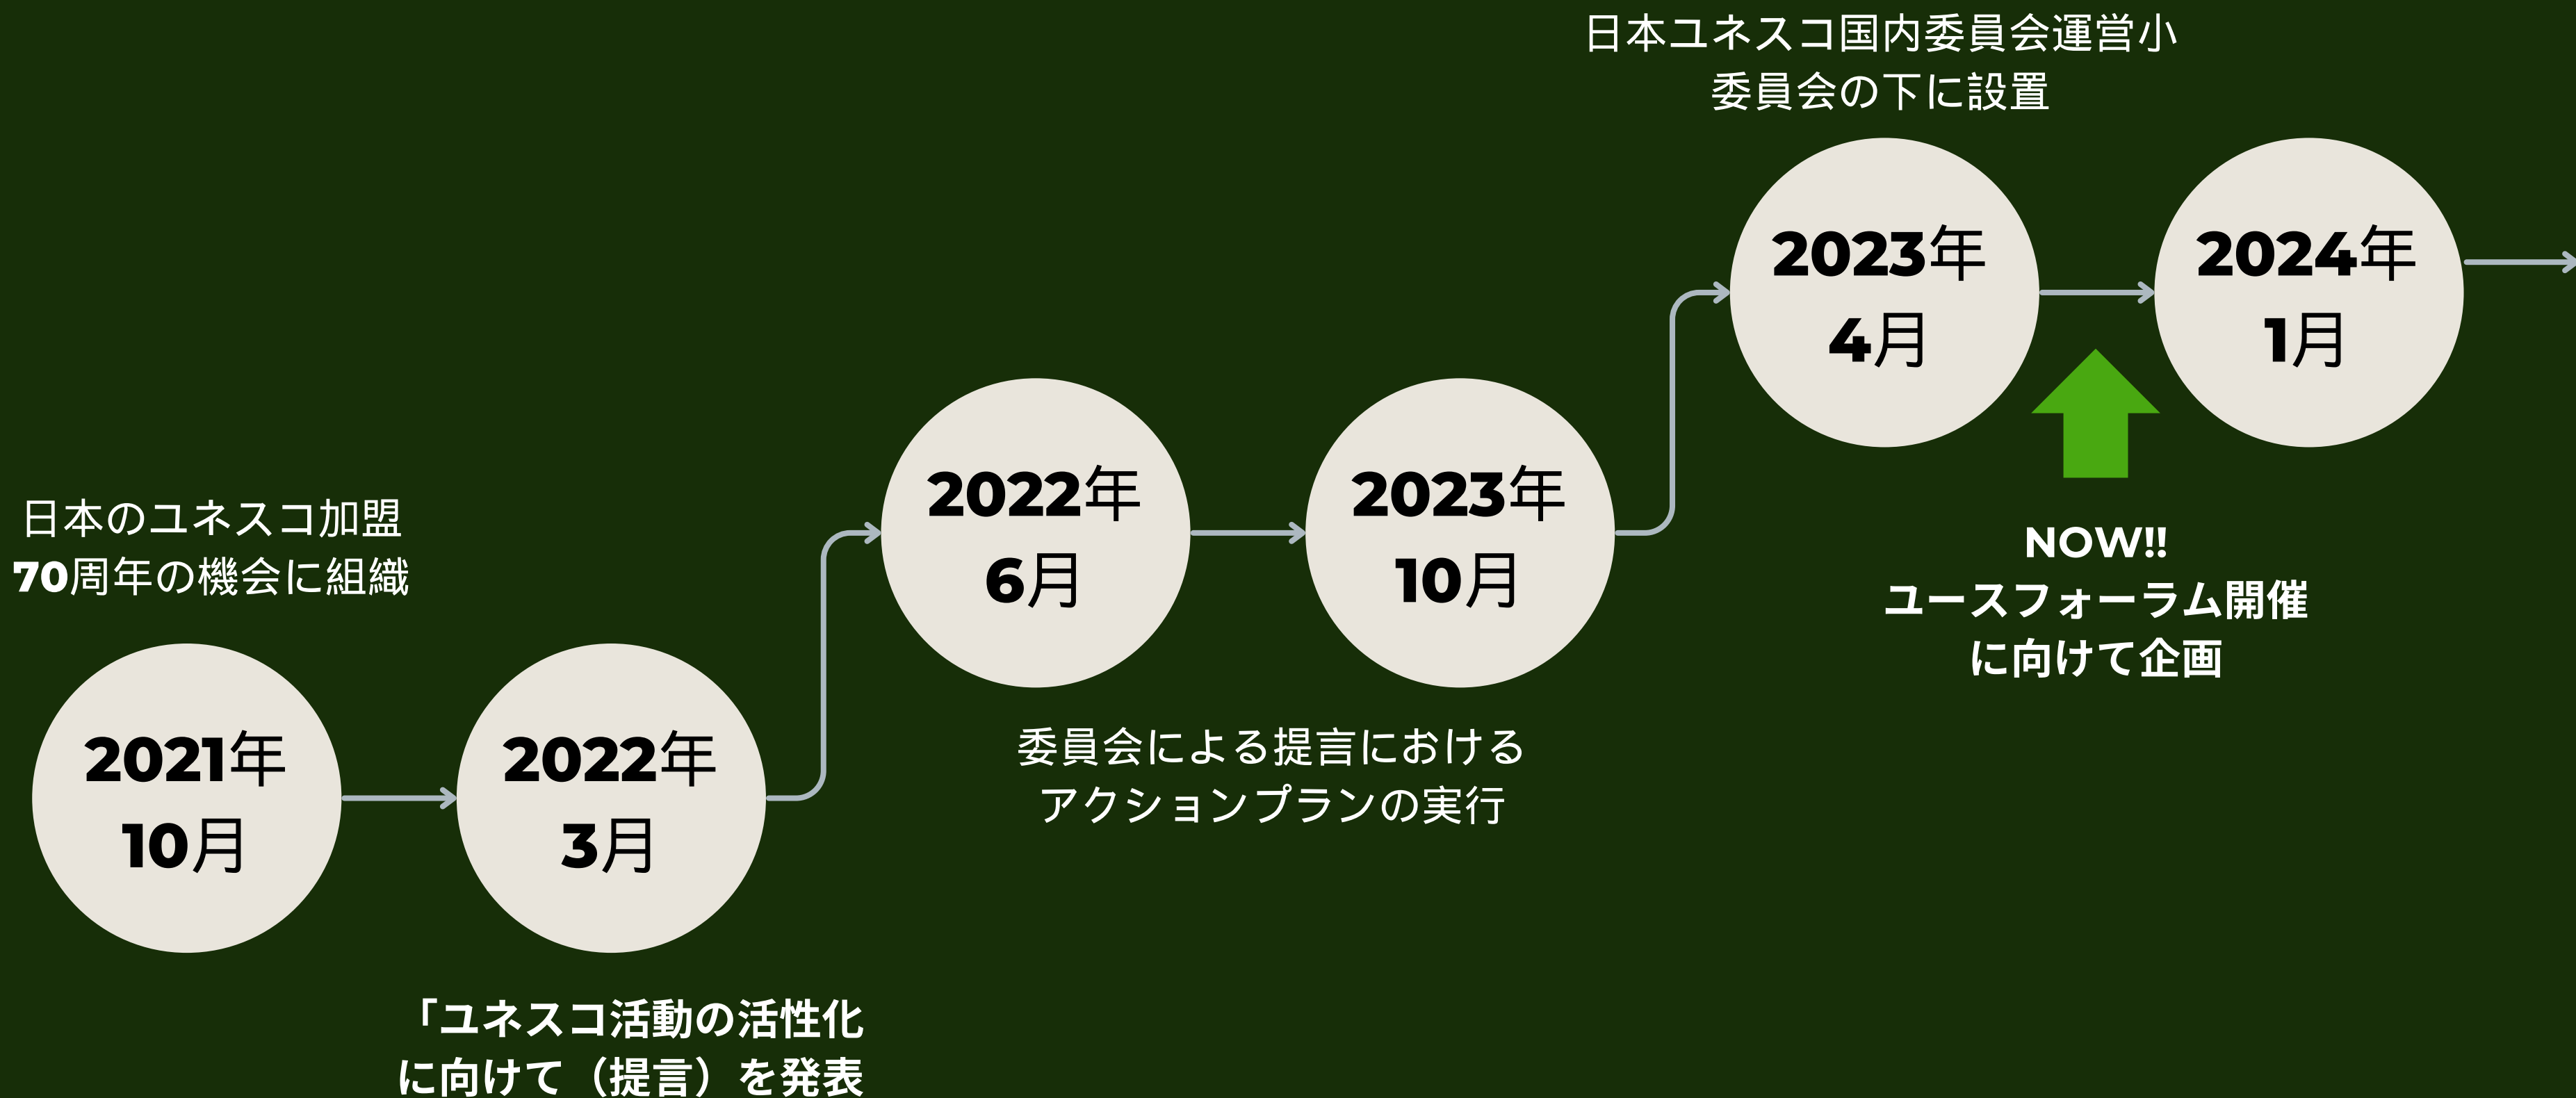 日本のユネスコ加盟
70周年の機会に組織
2021年
10月
2022年
3月
「ユネスコ活動の活性化
に向けて（提言）を発表
2022年
6月
2023年
10月
委員会による提言における
アクションプランの実行
日本ユネスコ国内委員会運営小
委員会の下に設置
2023年
4月
2024年
1月
NOW!!
ユースフォーラム開催
に向けて企画